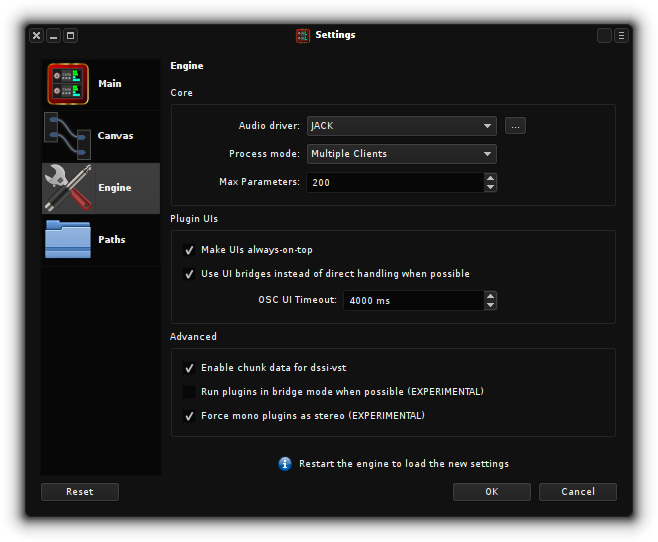 Settings
Main
Canvas
Engine
Paths
Engine
Core
Audio driver: JACK ...
Process mode: Multiple Clients
Max Parameters: 200
Plugin UIs
Make UIs always-on-top
Use UI bridges instead of direct handling when possible
OSC UI Timeout: 4000 ms
Advanced
Enable chunk data for dssi-vst
Run plugins in bridge mode when possible (EXPERIMENTAL)
Force mono plugins as stereo (EXPERIMENTAL)
Restart the engine to load the new settings
Reset OK Cancel